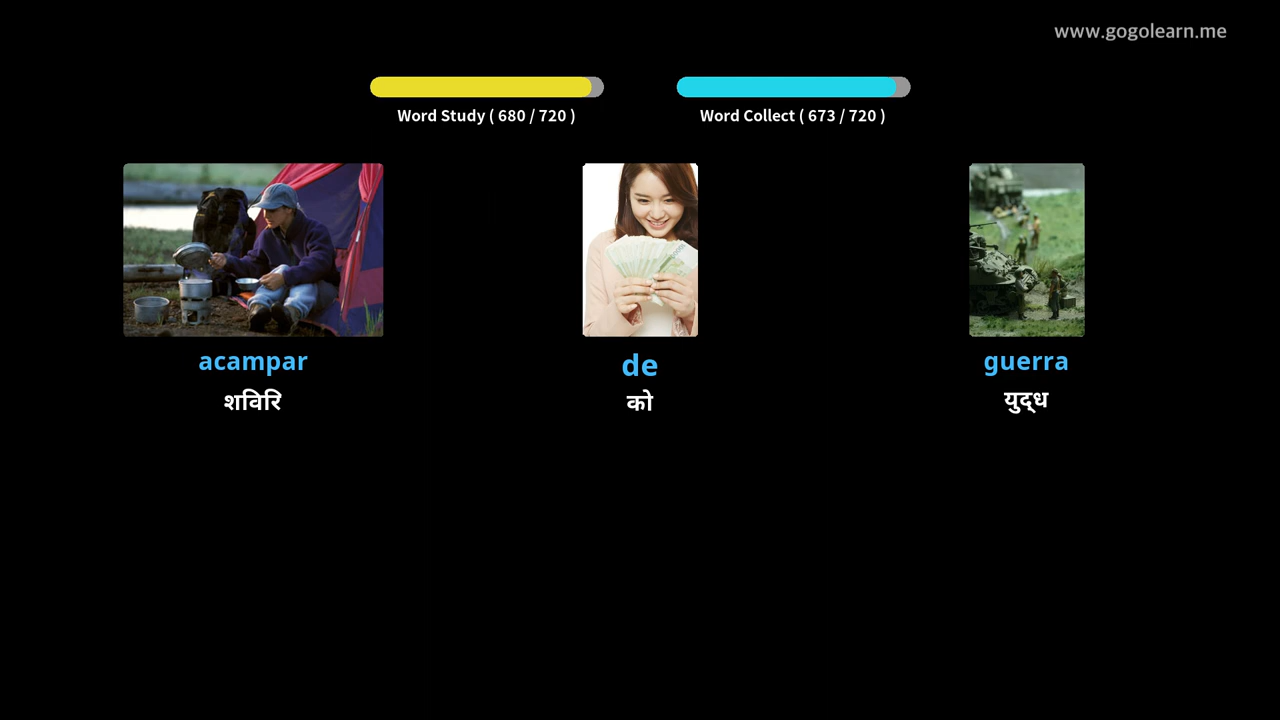 www.gogolearn.me
Word Study ( 680 / 720 )
Word Collect ( 673 / 720 )
acampar
शविरि
de
को
guerra
युद्‌ध